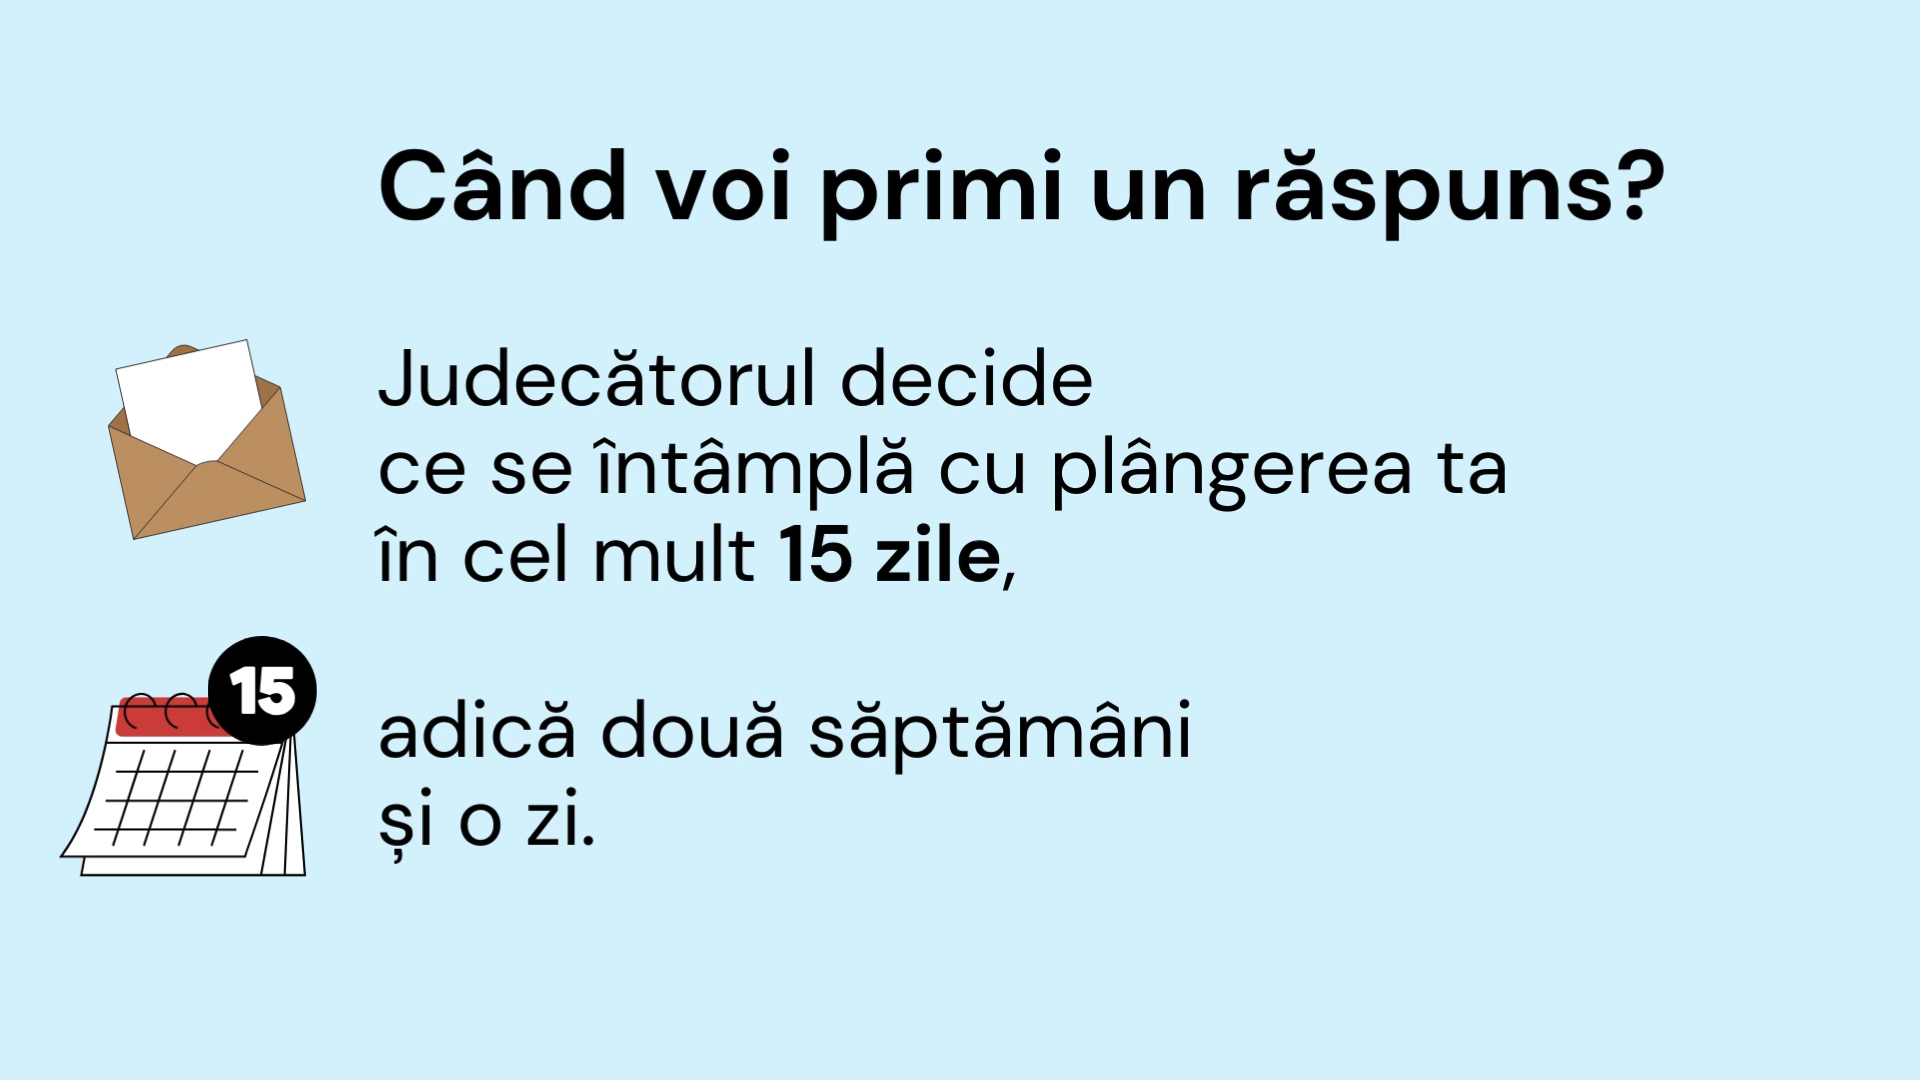 Când voi primi un răspuns?
Judecătorul decide
ce se întâmplă cu plângerea ta
în cel mult 15 zile,
15
adică două săptămâni
și o zi.